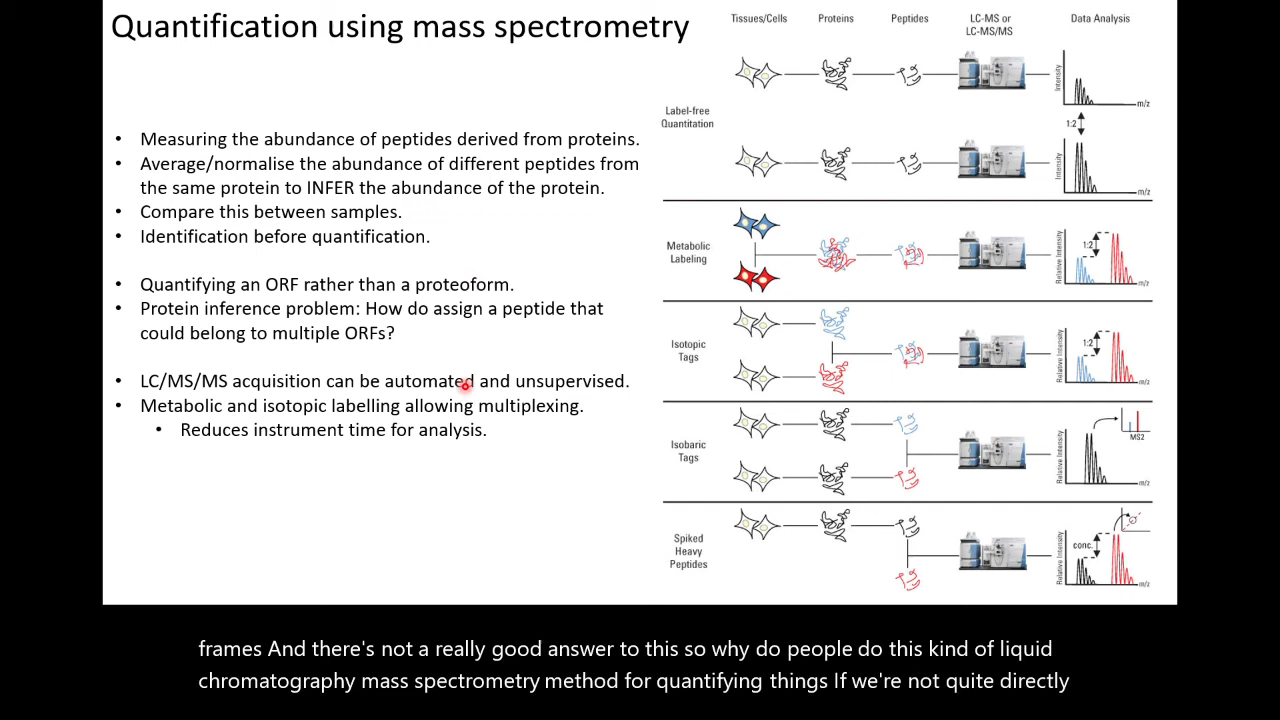 Quantification using mass spectrometry
• Measuring the abundance of peptides derived from proteins.
• Average/normalise the abundance of different peptides from
the same protein to INFER the abundance of the protein.
• Compare this between samples.
• Identification before quantification.
• Quantifying an ORF rather than a proteoform.
• Protein inference problem: How do assign a peptide that
could belong to multiple ORFs?
• LC/MS/MS acquisition can be automated and unsupervised.
• Metabolic and isotopic labelling allowing multiplexing.
• Reduces instrument time for analysis.
Tissues/Cells Proteins Peptides LC-MS or Data Analysis
LC-MS/MS
Label-free
Quantitation
Intensity
m/z
1:2
Intensity
m/z
Metabolic
Labeling
Relative Intensity
1:2
m/z
Isotopic
Tags
Relative Intensity
1:2
m/z
Isobaric
Tags
Relative Intensity
MS2
m/z
Spiked
Heavy
Peptides
Relative Intensity
conc.
m/z
frames And there's not a really good answer to this so why do people do this kind of liquid
chromatography mass spectrometry method for quantifying things If we're not quite directly